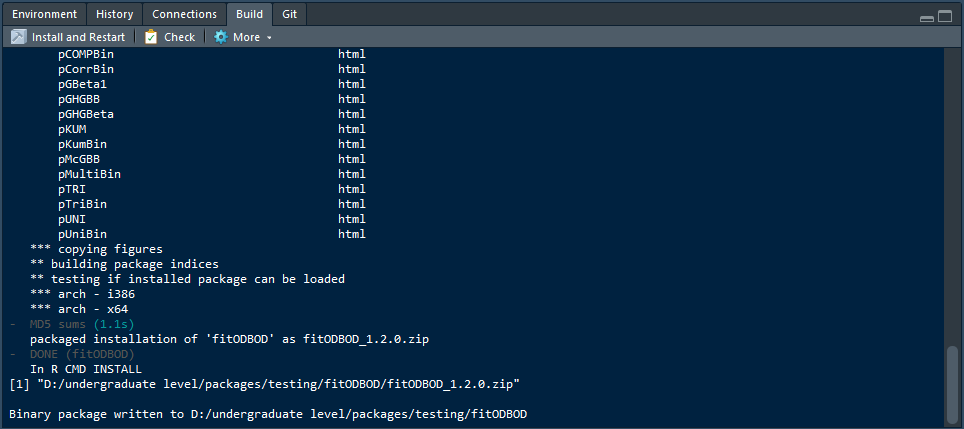 Environment History Connections Build Git
Install and Restart Check More
pCOMPBin html
pCorrBin html
pGBeta1 html
pGHGBB html
pGHGBeta html
pKUM html
pKumBin html
pMcGBB html
pMultiBin html
pTRI html
pTriBin html
pUNI html
pUniBin html
*** copying figures
** building package indices
** testing if installed package can be loaded
*** arch - i386
*** arch - x64
- MD5 sums (1.1s)
packaged installation of 'fitODBOD' as fitODBOD_1.2.0.zip
- DONE (fitODBOD)
In R CMD INSTALL
[1] "D:/undergraduate level/packages/testing/fitODBOD/fitODBOD_1.2.0.zip"
Binary package written to D:/undergraduate level/packages/testing/fitODBOD